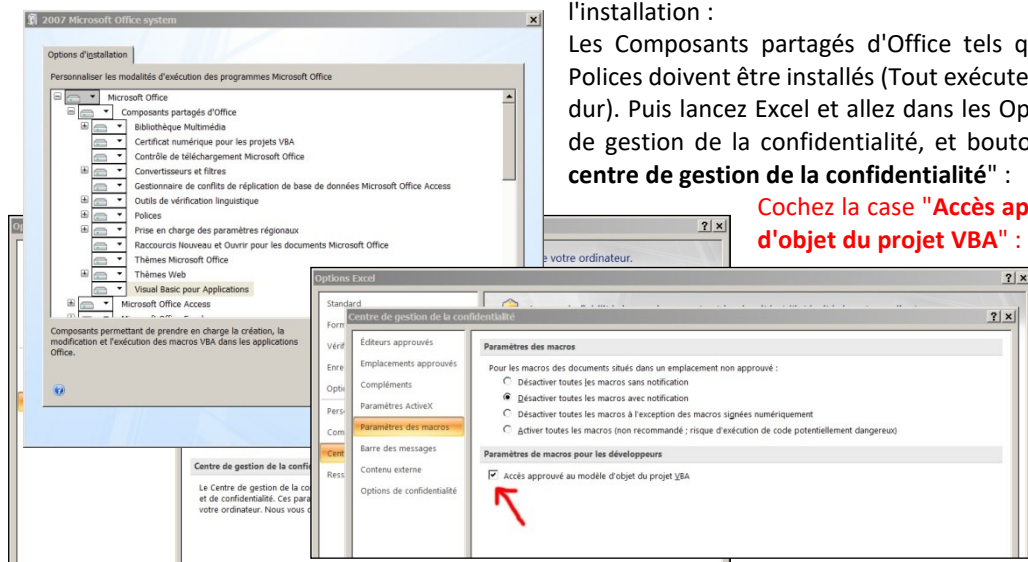 l'installation :
Les Composants partagés d'Office tels
Polices doivent être installés (Tout
dur). Puis lancez Excel et allez dans les
de gestion de la confidentialité, et
centre de gestion de la confidentialité" :
Cochez la case "Accès
d'objet du projet VBA" :
2007 Microsoft Office system
Options d'installation
Personnaliser les modalités d'exécution des programmes Microsoft Office
Microsoft Office
Composants partagés d'Office
Bibliothèque Multimédia
Certificat numérique pour les projets VBA
Contrôle de téléchargement Microsoft Office
Convertisseurs et filtres
Gestionnaire de conflits de réplication de base de données Microsoft Office Access
Outils de vérification linguistique
Polices
Prise en charge des paramètres régionaux
Raccourcis Nouveau et Ouvrir pour les documents Microsoft Office
Thèmes Microsoft Office
Thèmes Web
Visual Basic pour Applications
Microsoft Office Access
Composants permettant de prendre en charge la création, la
modification et l'exécution des macros VBA dans les applications
Office.
votre ordinateur.
Centre de gestion de la
Le Centre de gestion de la
et de confidentialité. Ces
votre ordinateur. Nous vous
Options Excel
Standard
Centre de gestion de la confidentialité
Éditeurs approuvés
Emplacements approuvés
Compléments
Paramètres ActiveX
Paramètres des macros
Barre des messages
Contenu externe
Options de confidentialité
Paramètres des macros
Pour les macros des documents situés dans un emplacement non approuvé :
Désactiver toutes les macros sans notification
Désactiver toutes les macros avec notification
Désactiver toutes les macros à l'exception des macros signées numériquement
Activer toutes les macros (non recommandé ; risque d'exécution de code potentiellement dangereux)
Paramètres de macros pour les développeurs
Accès approuvé au modèle d'objet du projet VBA